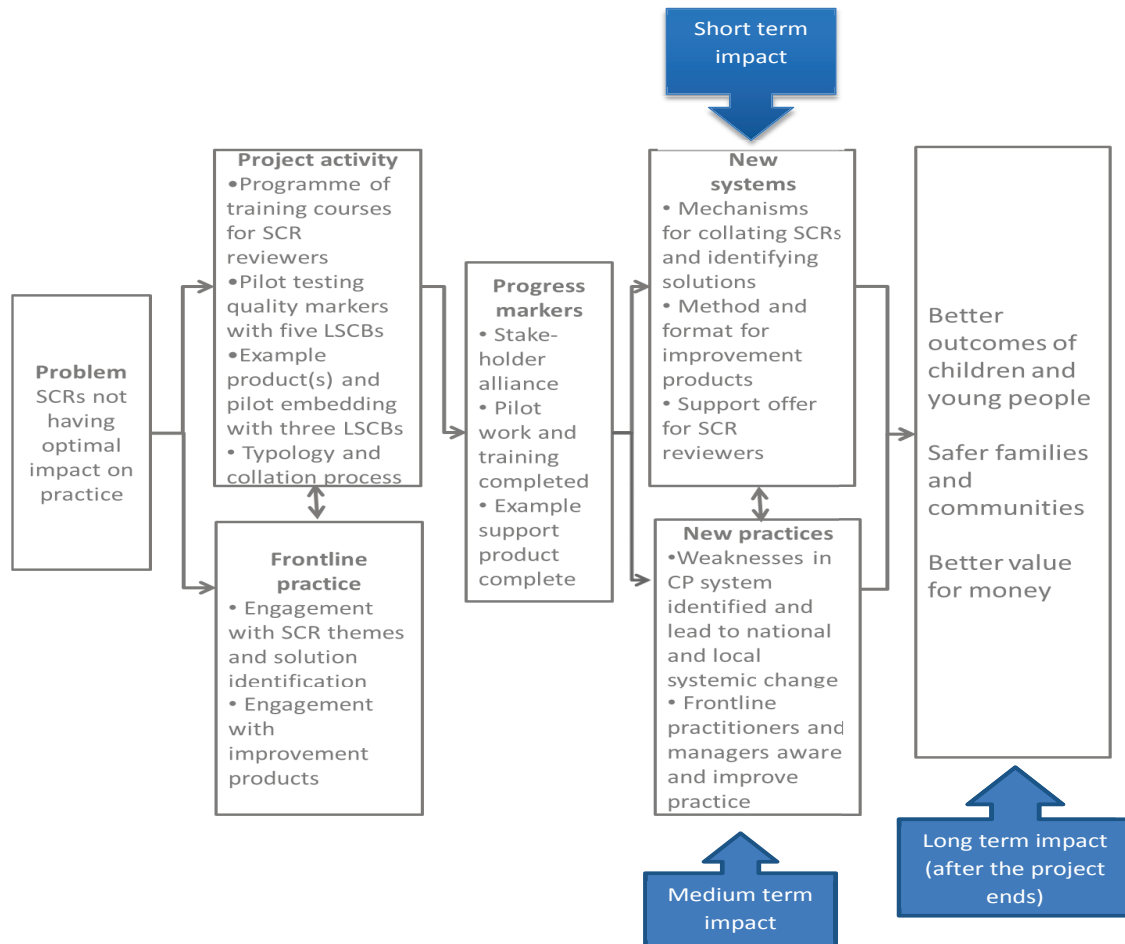 Short term
impact
Problem
SCRs not
having
optimal
impact on
practice
Project activity
•Programme of
training courses
for SCR
reviewers
•Pilot testing
quality markers
with five LSCBs
•Example
product(s) and
pilot embedding
with three LSCBs
• Typology and
collation process
Frontline
practice
• Engagement
with SCR themes
and solution
identification
• Engagement
with
improvement
products
Progress
markers
• Stake-
holder
alliance
• Pilot
work and
training
completed
• Example
support
product
complete
New
systems
• Mechanisms
for collating SCRs
and identifying
solutions
• Method and
format for
improvement
products
• Support offer
for SCR
reviewers
New practices
•Weaknesses in
CP system
identified and
lead to national
and local
systemic change
• Frontline
practitioners and
managers aware
and improve
practice
Better
outcomes of
children and
young people
Safer families
and
communities
Better value
for money
Medium term
impact
Long term impact
(after the project
ends)